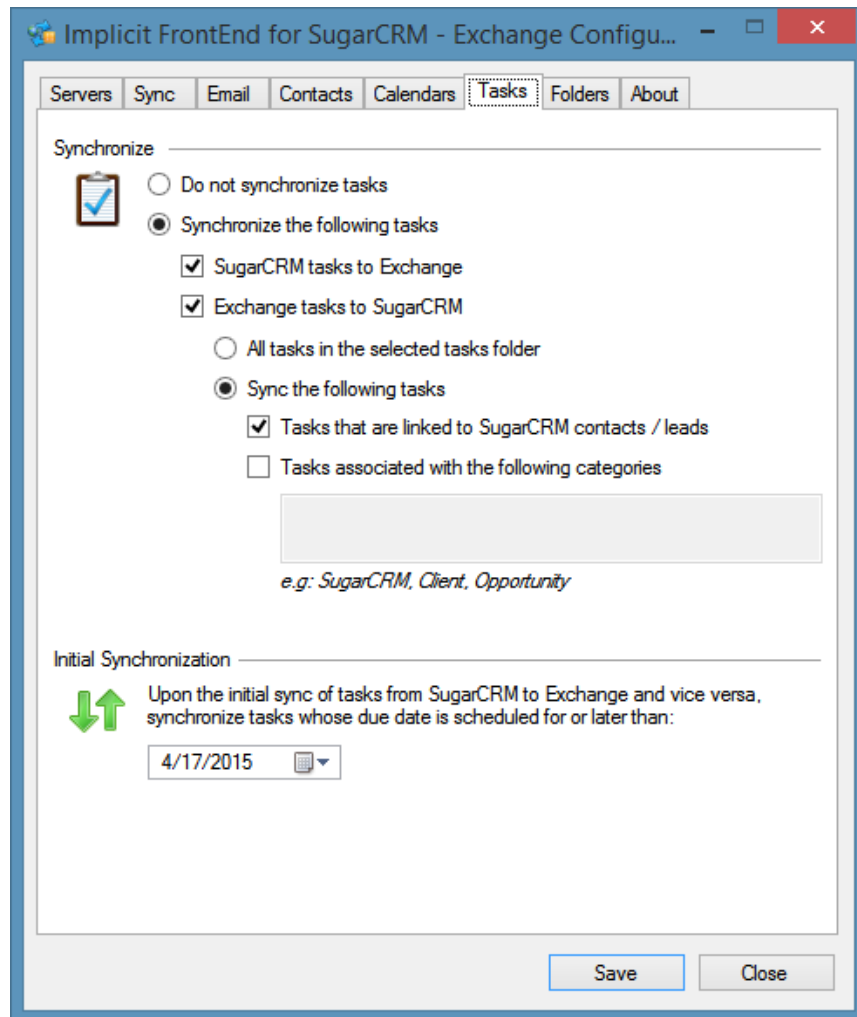 Implicit FrontEnd for SugarCRM - Exchange Configu...
Servers Sync Email Contacts Calendars Tasks Folders About
Synchronize
Do not synchronize tasks
Synchronize the following tasks
SugarCRM tasks to Exchange
Exchange tasks to SugarCRM
All tasks in the selected tasks folder
Sync the following tasks
Tasks that are linked to SugarCRM contacts / leads
Tasks associated with the following categories
e.g: SugarCRM, Client, Opportunity
Initial Synchronization
Upon the initial sync of tasks from SugarCRM to Exchange and vice versa,
synchronize tasks whose due date is scheduled for or later than:
4/17/2015
Save Close